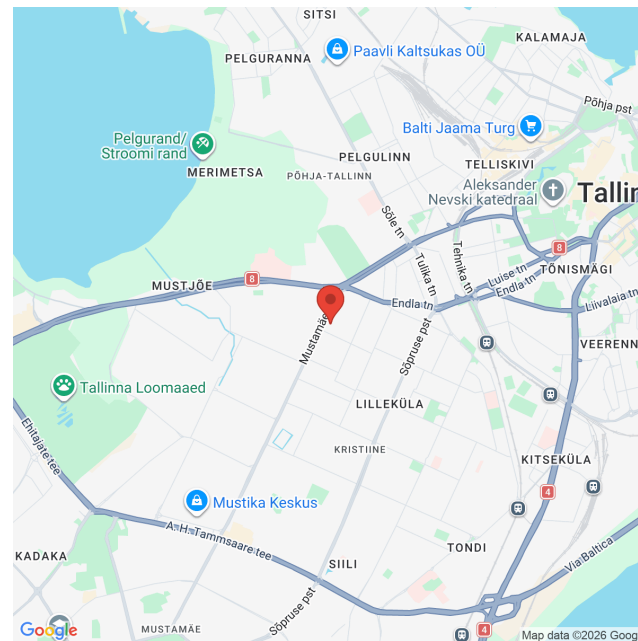 SITSI
KALAMAJA
PELGURANNA
Paavli Kaltsukas OÜ
Põhja pst
Balti Jaama Turg
Pelgurand/
Stroomi rand
PELGULINN
TELLISKIVI
MERIMETSA
PÕHJA-TALLINN
Aleksander
Nevski katedraal
Tallin
Sõle tn
Tehnika tn
8
TÕNISMÄGI
Tulika tn
Luise tn
Endla tn
8
MUSTJÕE
Endla tn
Liivalaia tn
Mustamäe
Sõpruse pst
VEERENN
Tallinna Loomaaed
LILLEKÜLA
Ehitajate tee
KRISTIINE
KITSEKÜLA
4
Mustika Keskus
A. H. Tammsaare tee
KADAKA
TONDI
Via Baltica
SIILI
Sõpruse pst
MUSTAMÄE
4
Google
Map data ©2026 Goog